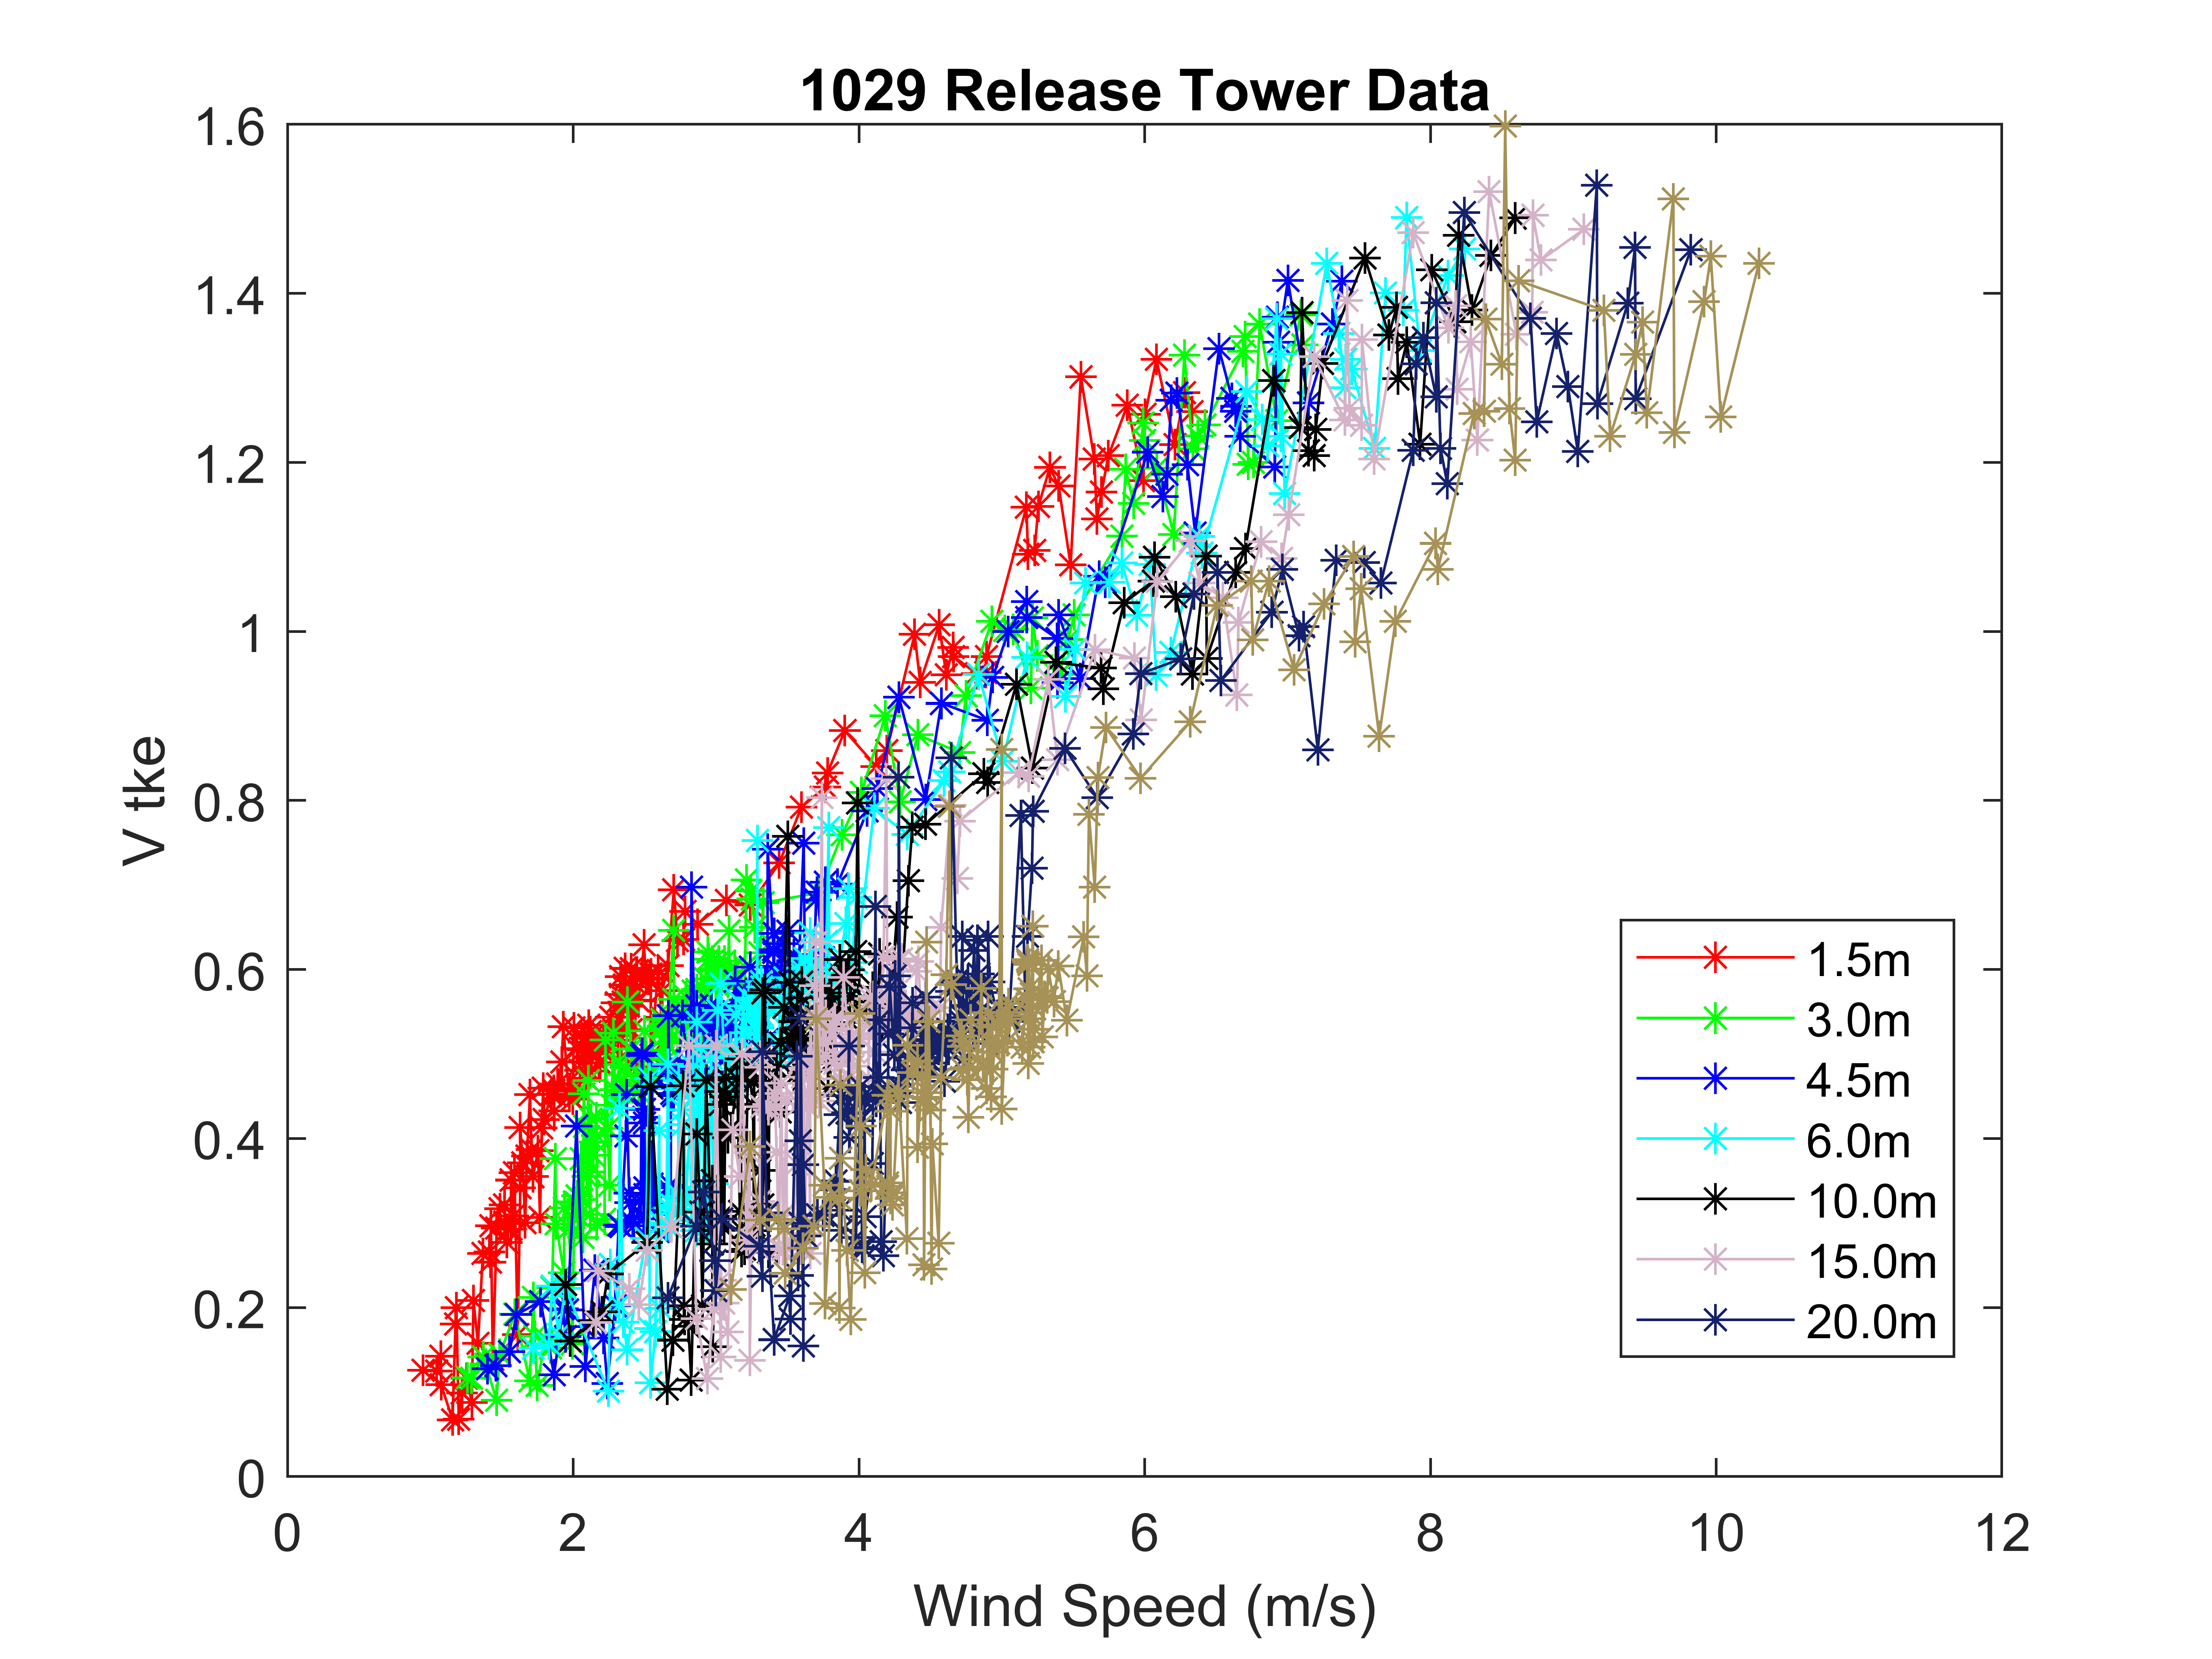 1029 Release Tower Data
1.6
1.4
1.2
1
0.8
0.6
0.4
0.2
0
V tke
1.5m
3.0m
4.5m
6.0m
10.0m
15.0m
20.0m
0 2 4 6 8 10 12
Wind Speed (m/s)